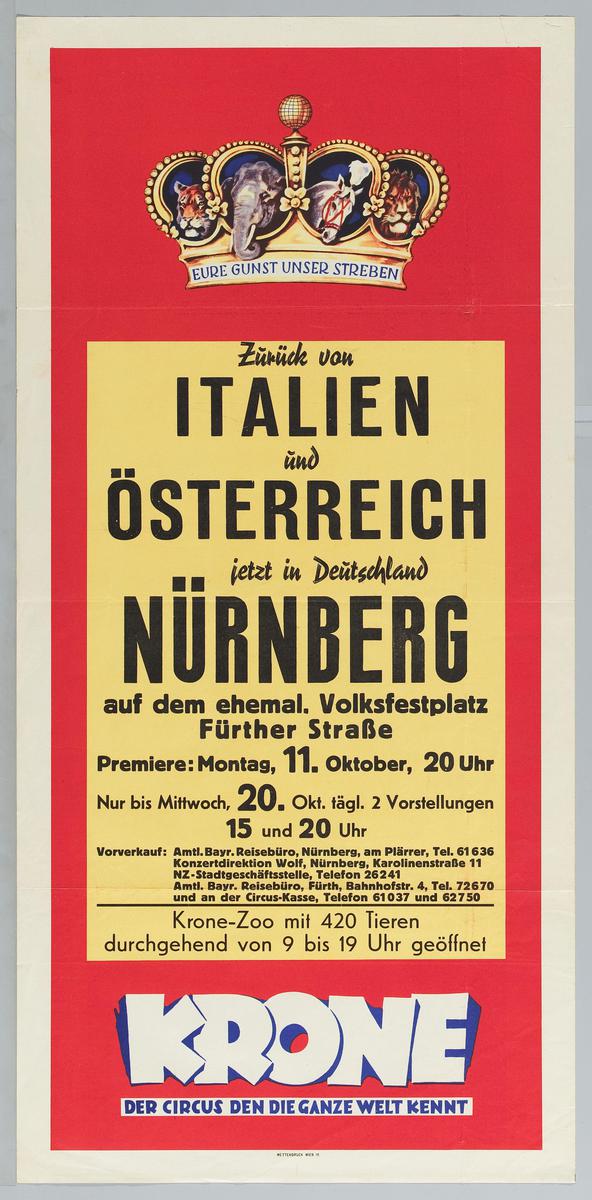 EURE GUNST UNSER STREBEN
Zurück von
ITALIEN
und
ÖSTERREICH
jetzt in Deutschland
NÜRNBERG
auf dem ehemal. Volksfestplatz
Fürther Straße
Premiere: Montag, 11. Oktober, 20 Uhr
Nur bis Mittwoch, 20. Okt. tägl. 2 Vorstellungen
15 und 20 Uhr
Vorverkauf: Amtl. Bayr. Reisebüro, Nürnberg, am Plärrer, Tel. 61636
Konzertdirektion Wolf, Nürnberg, Karolinenstraße 11
NZ-Stadtgeschäftsstelle, Telefon 26241
Amtl. Bayr. Reisebüro, Fürth, Bahnhofstr. 4, Tel. 72670
und an der Circus-Kasse, Telefon 61037 und 62750
Krone-Zoo mit 420 Tieren
durchgehend von 9 bis 19 Uhr geöffnet
KRONE
DER CIRCUS DEN DIE GANZE WELT KENNT